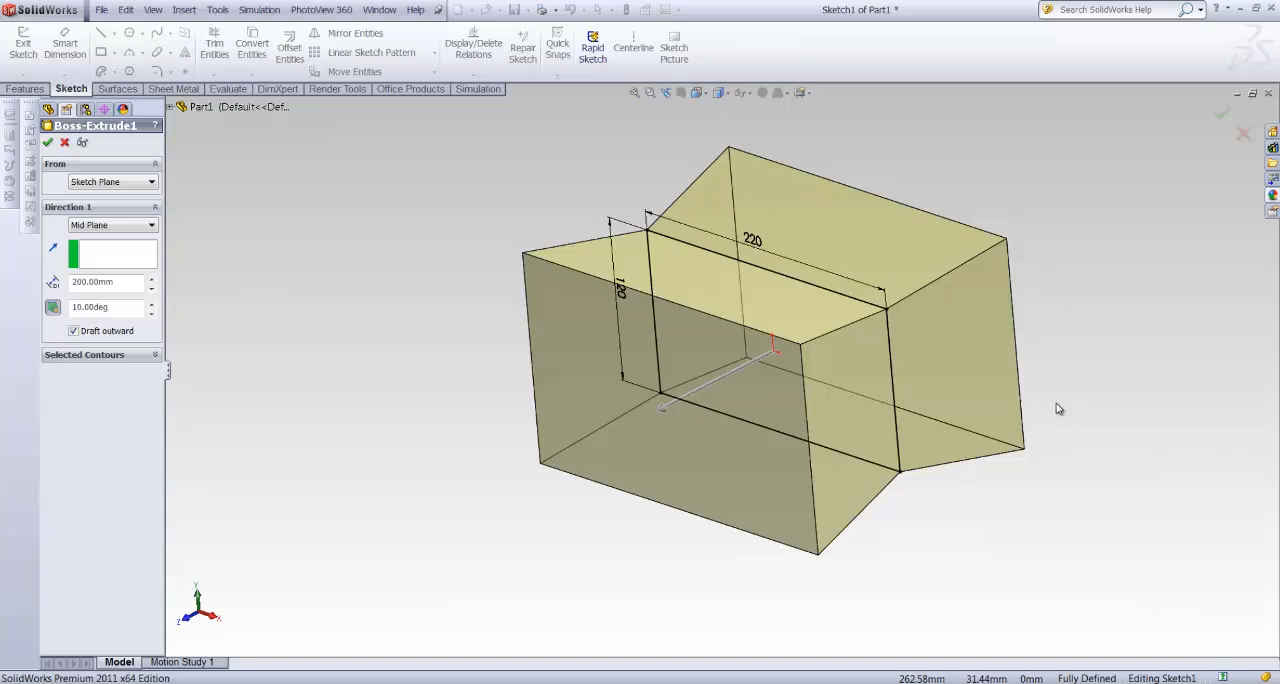 SolidWorks File Edit View Insert Tools Simulation PhotoView 360 Window Help Sketch1 of Part1 * Search SolidWorks Help
Exit Sketch Smart Dimension Trim Entities Convert Entities Offset Entities Mirror Entities Display/Delete Relations Repair Sketch Quick Snaps Rapid Sketch Centerline Sketch Picture
Linear Sketch Pattern
Move Entities
Features Sketch Surfaces Sheet Metal Evaluate DimXpert Render Tools Office Products Simulation
Part1 (Default<<Def...
Boss-Extrude1 ?
From
Sketch Plane
Direction 1
Mid Plane
200.00mm
10.00deg
Draft outward
Selected Contours
220
120
Y
Z
X
Model Motion Study 1
SolidWorks Premium 2011 x64 Edition 262.58mm 31.44mm 0mm Fully Defined Editing Sketch1